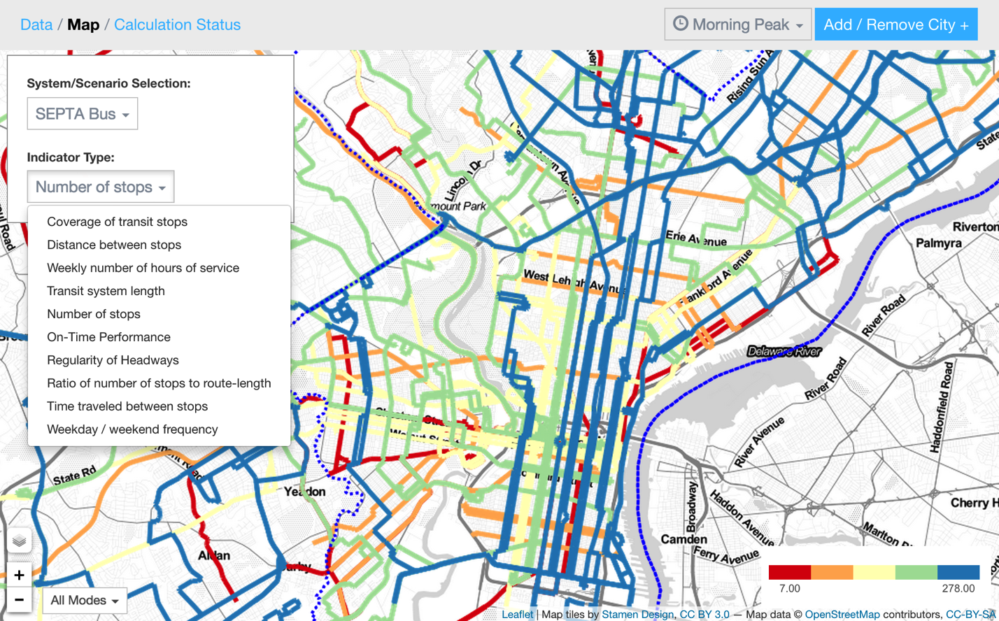 Data / Map / Calculation Status
Morning Peak
Add / Remove City +
System/Scenario Selection:
SEPTA Bus
Indicator Type:
Number of stops
Coverage of transit stops
Distance between stops
Weekly number of hours of service
Transit system length
Number of stops
On-Time Performance
Regularity of Headways
Ratio of number of stops to route-length
Time traveled between stops
Weekday / weekend frequency
Rising Sun A
State
Lincoln Dr
mount Park
Erie Avenue
Riverton
Palmyra
West Lehigh Avenue
Frankford Avenue
River Road
Delaware River
River Road
Haddonfield Road
River Avenue
Walnut Street
State Rd
Yeadon
Broadway
Haddon Avenue
Cherry H
Marlton P
Camden
Ferry Avenue
Aldan
Darby
+
−
All Modes
7.00
278.00
Leaflet | Map tiles by Stamen Design, CC BY 3.0 — Map data © OpenStreetMap contributors, CC-BY-SA